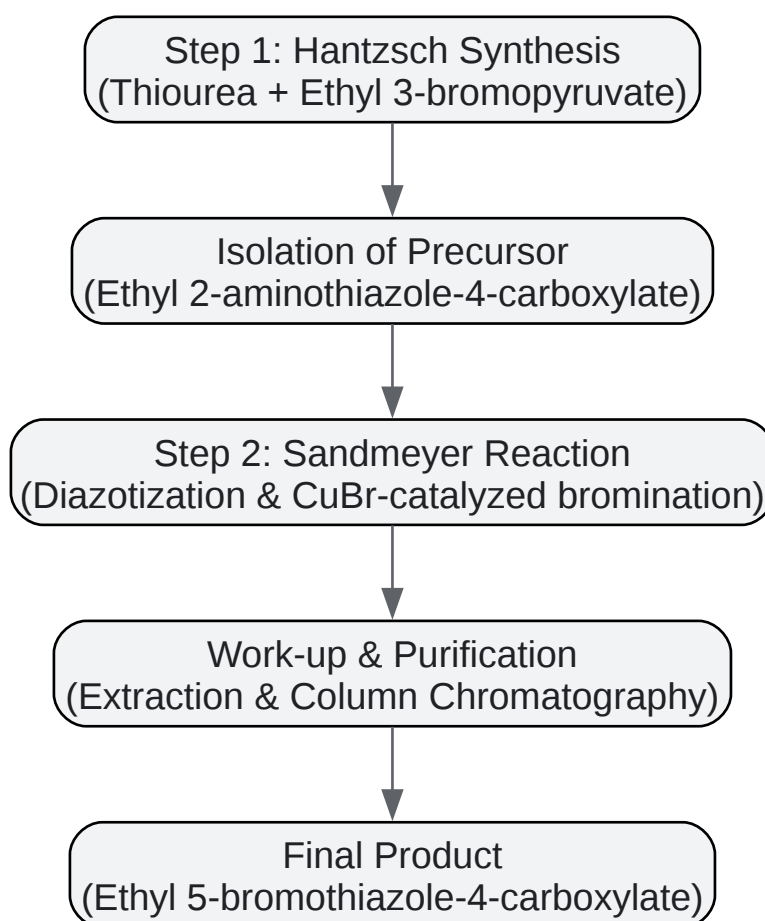 Step 1: Hantzsch Synthesis
(Thiourea + Ethyl 3-bromopyruvate)
Isolation of Precursor
(Ethyl 2-aminothiazole-4-carboxylate)
Step 2: Sandmeyer Reaction
(Diazotization & CuBr-catalyzed bromination)
Work-up & Purification
(Extraction & Column Chromatography)
Final Product
(Ethyl 5-bromothiazole-4-carboxylate)